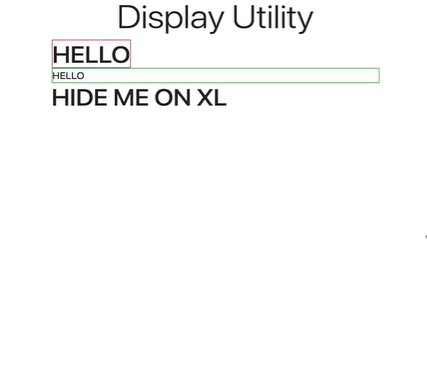 Display Utility
HELLO
HELLO
HIDE ME ON XL